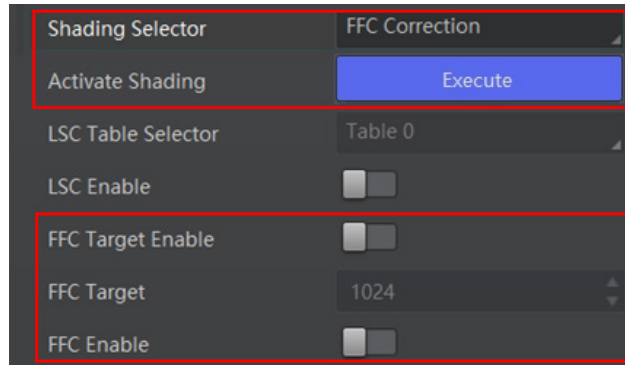 Shading Selector FFC Correction
Activate Shading Execute
LSC Table Selector Table 0
LSC Enable
FFC Target Enable
FFC Target 1024
FFC Enable